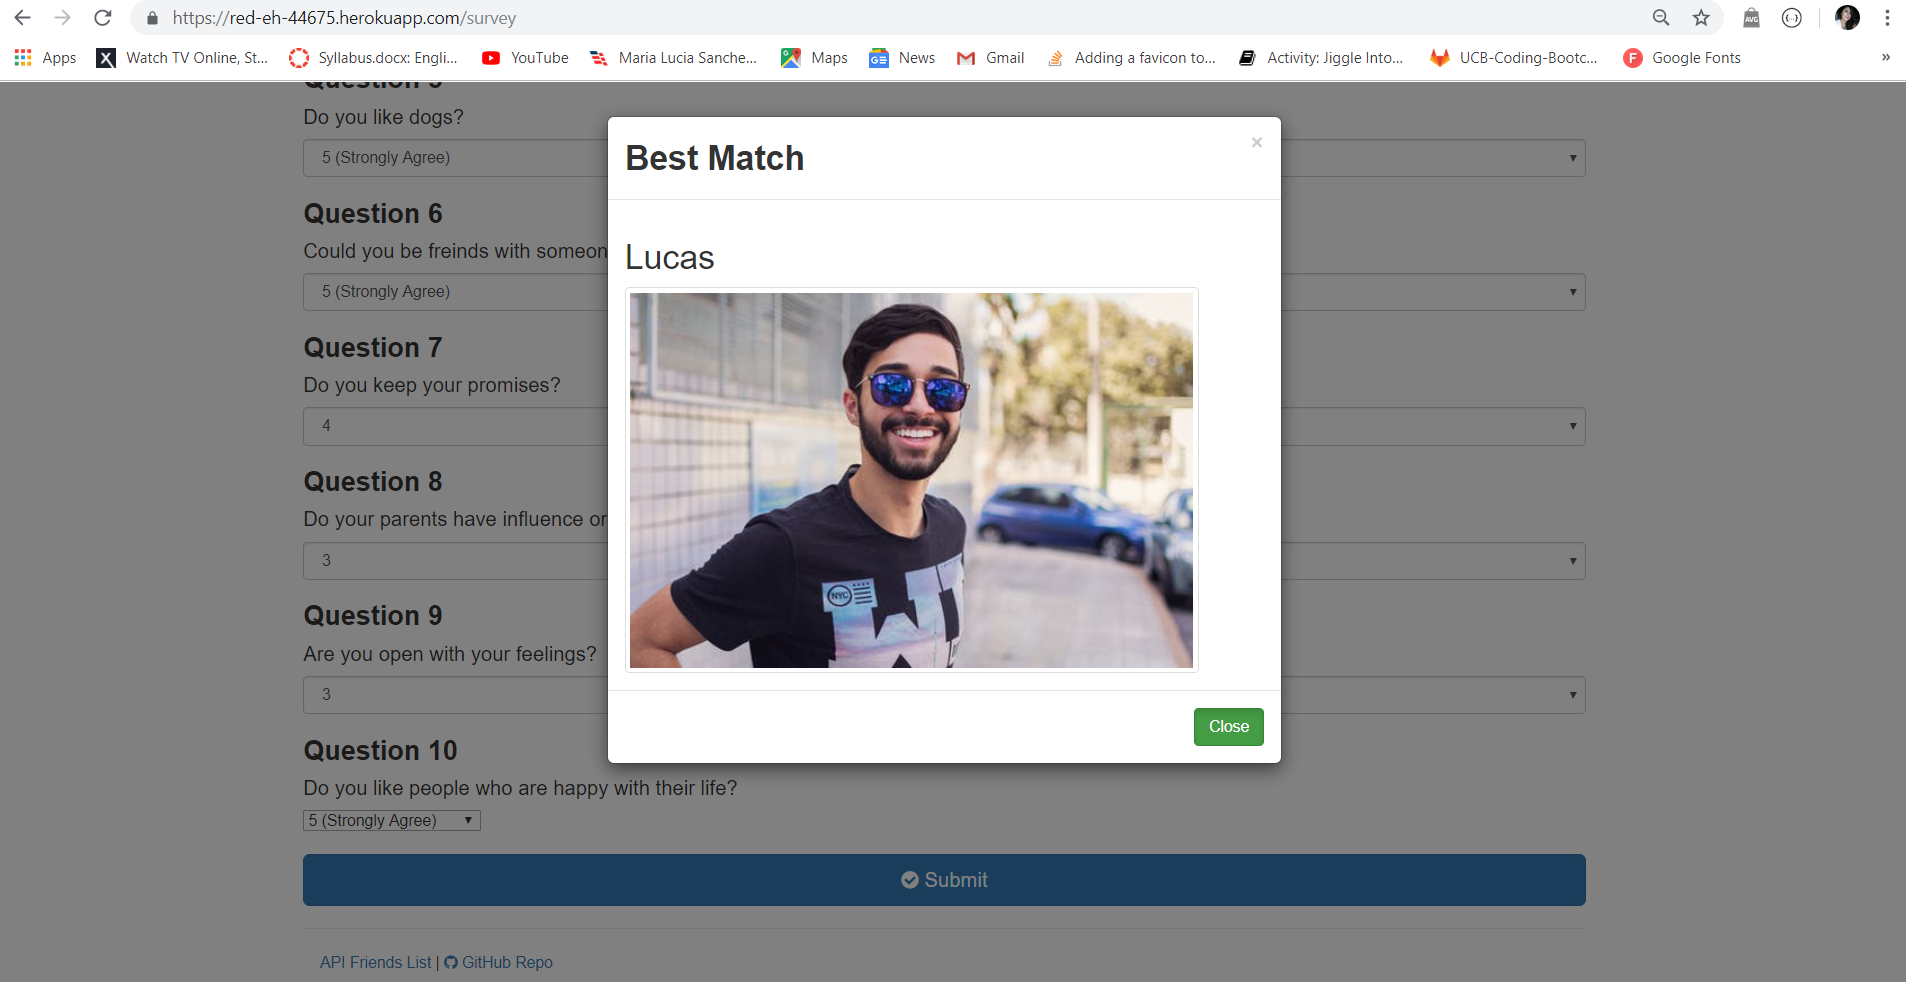 https://red-eh-44675.herokuapp.com/survey
AVG
Apps
Watch TV Online, St...
Syllabus.docx: Engli...
YouTube
Maria Lucia Sanche...
Maps
News
Gmail
Adding a favicon to...
Activity: Jiggle Into...
UCB-Coding-Bootc...
Google Fonts
»
Question 5
Do you like dogs?
5 (Strongly Agree)
Question 6
Could you be freinds with someon
5 (Strongly Agree)
Question 7
Do you keep your promises?
4
Question 8
Do your parents have influence or
3
Question 9
Are you open with your feelings?
3
Question 10
Do you like people who are happy with their life?
5 (Strongly Agree)
Submit
API Friends List | GitHub Repo
Best Match
×
Lucas
NYC
W
Close